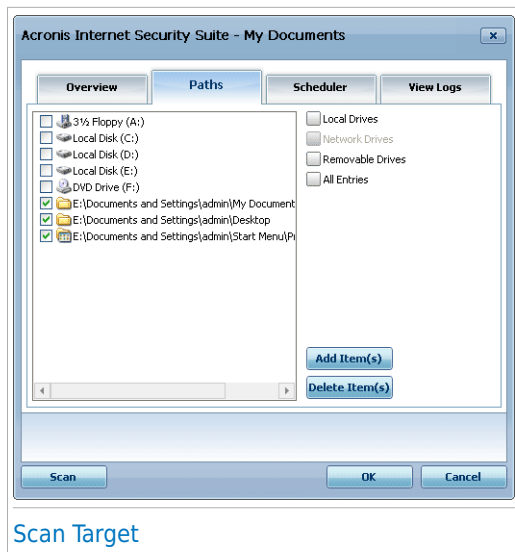 Acronis Internet Security Suite - My Documents
Overview
Paths
Scheduler
View Logs
3½ Floppy (A:)
Local Disk (C:)
Local Disk (D:)
Local Disk (E:)
DVD Drive (F:)
E:\Documents and Settings\admin\My Document
E:\Documents and Settings\admin\Desktop
E:\Documents and Settings\admin\Start Menu\Pr
Local Drives
Network Drives
Removable Drives
All Entries
Add Item(s)
Delete Item(s)
Scan
OK
Cancel
Scan Target